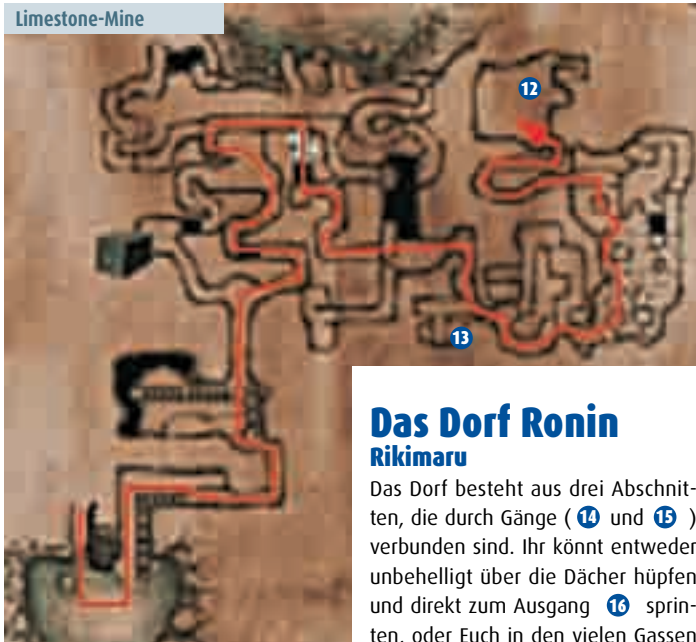 Limestone-Mine
12
13
Das Dorf Ronin
Rikimaru
Das Dorf besteht aus drei Abschnit-
ten, die durch Gänge ( 14 und 15 )
verbunden sind. Ihr könnt entweder
unbehelligt über die Dächer hüpfen
und direkt zum Ausgang 16 sprin-
ten, oder Euch in den vielen Gassen